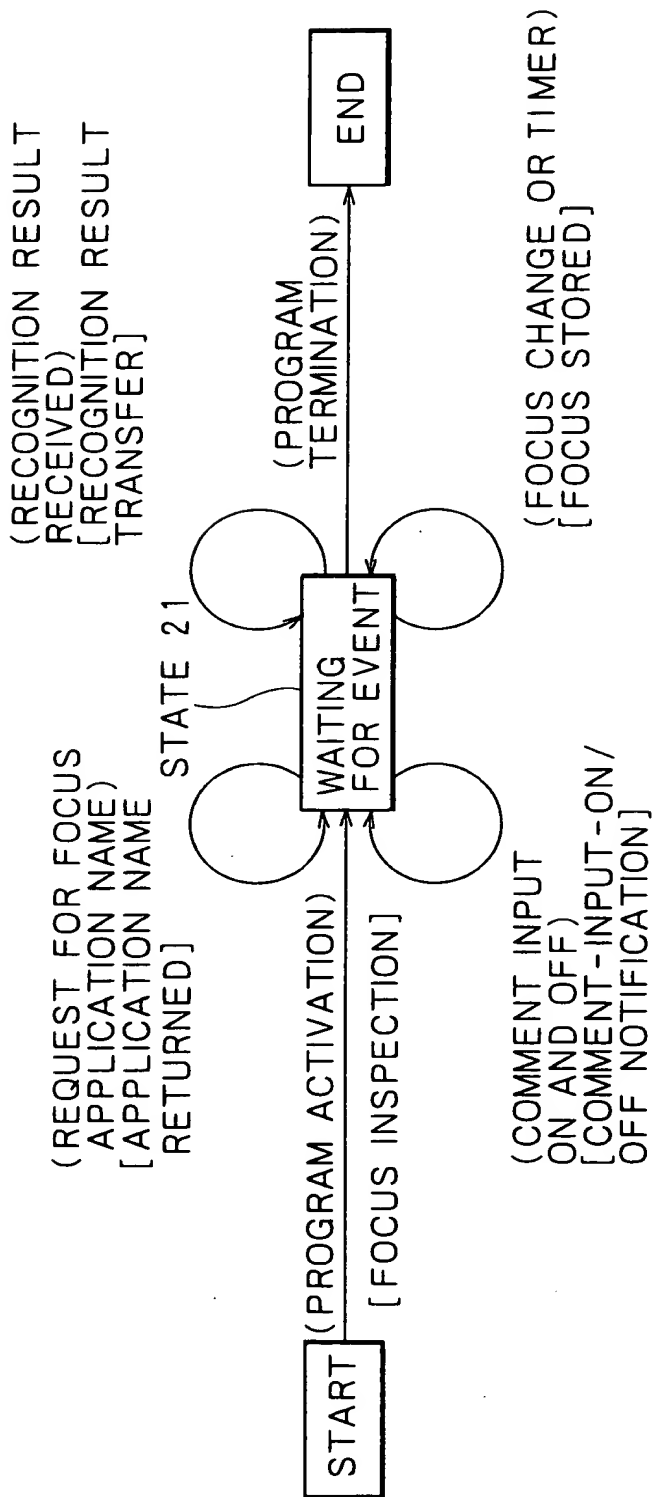 (REQUEST FOR FOCUS
APPLICATION NAME)
[APPLICATION NAME
RETURNED]
STATE 21
(RECOGNITION RESULT
RECEIVED)
[RECOGNITION RESULT
TRANSFER]
START
(PROGRAM ACTIVATION)
[FOCUS INSPECTION]
WAITING
FOR EVENT
(PROGRAM
TERMINATION)
END
(COMMENT INPUT
ON AND OFF)
[COMMENT-INPUT-ON/
OFF NOTIFICATION]
(FOCUS CHANGE OR TIMER)
[FOCUS STORED]